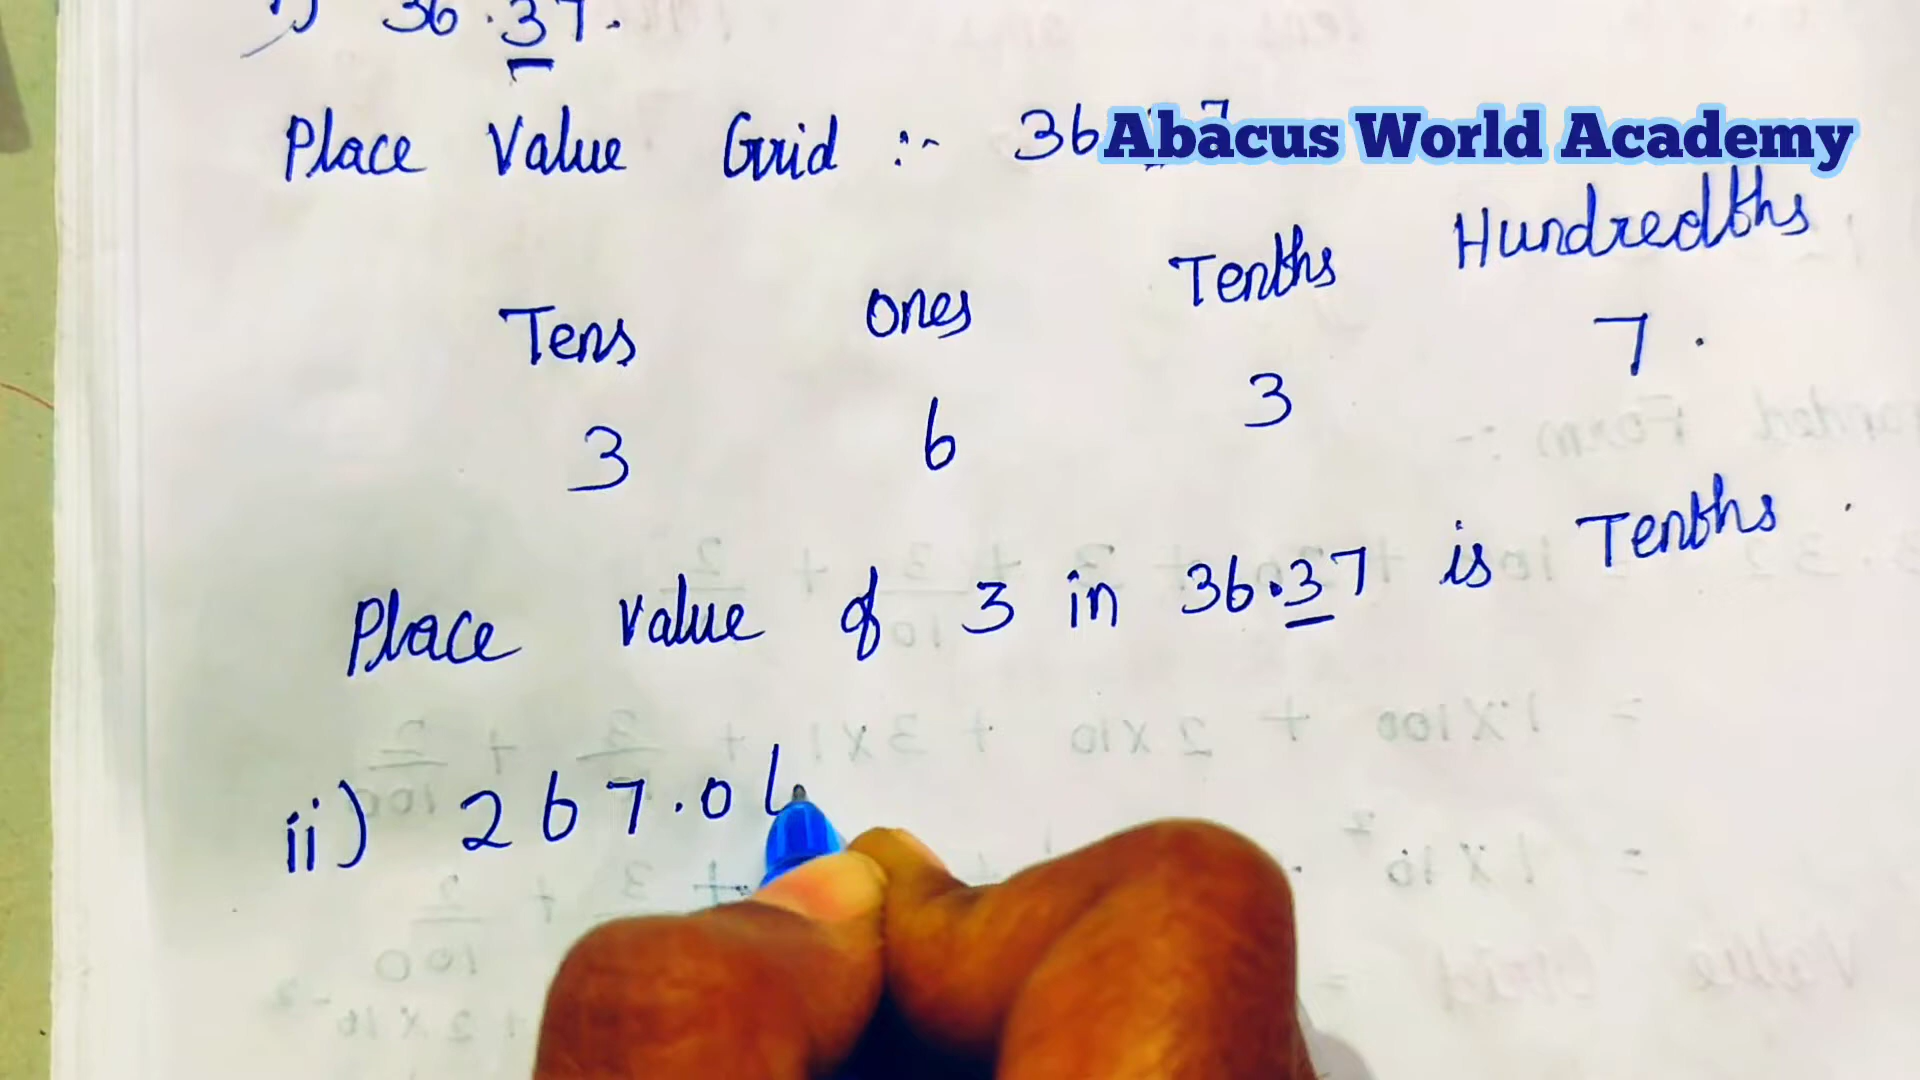 i) 36.37.
Place Value Grid :- 36
Abacus World Academy
Tens Ones Tenths Hundredths
3 6 3 7.
Place Value of 3 in 36.37 is Tenths.
ii) 267.0